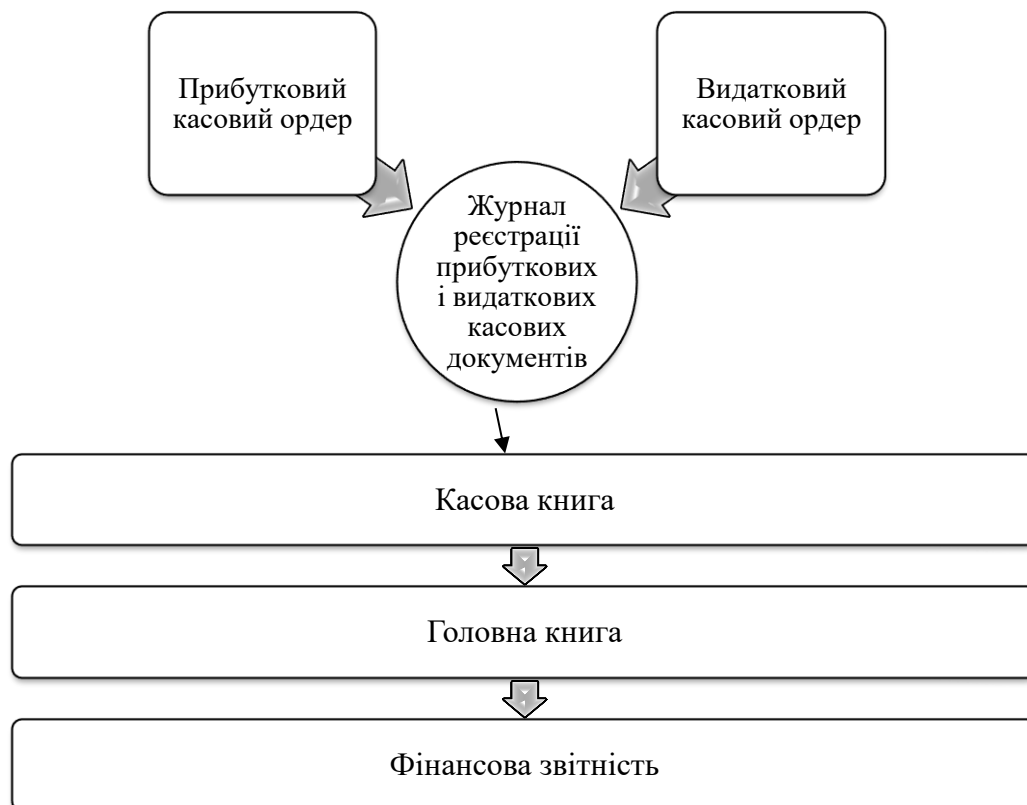 Прибутковий
касовий ордер
Видатковий
касовий ордер
Журнал
реєстрації
прибуткових
і видаткових
касових
документів
Касова книга
Головна книга
Фінансова звітність